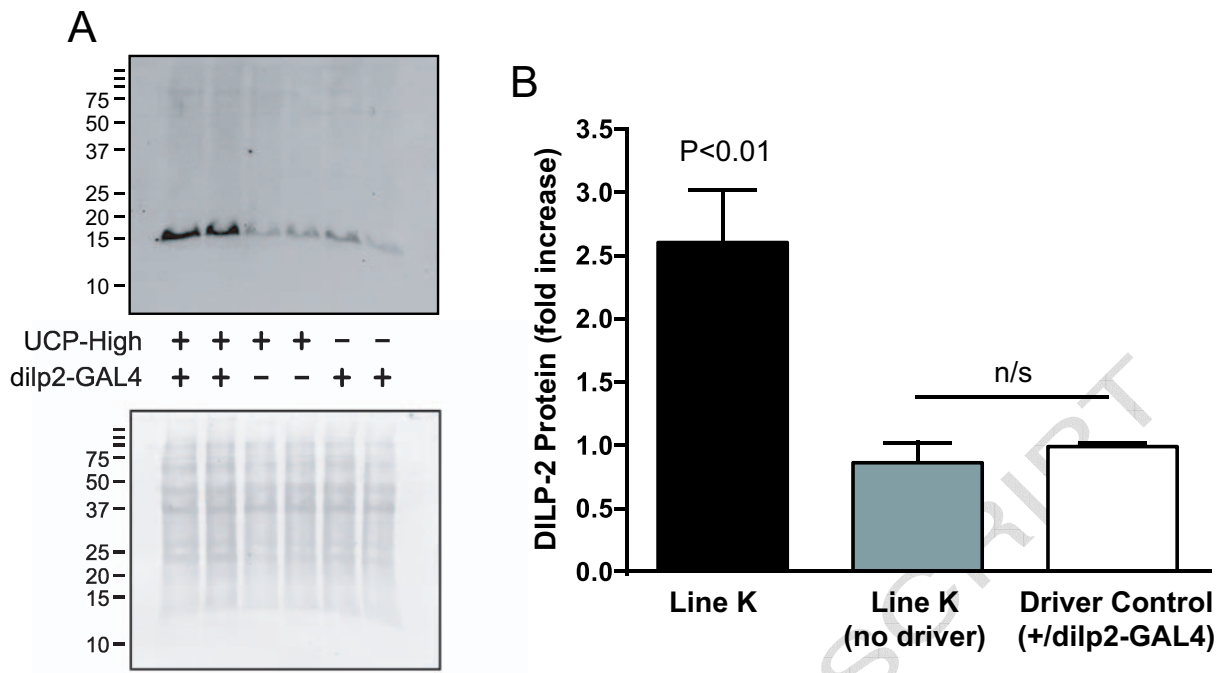 A
75
50
37
25
20
15
10
UCP-High + + + + − −
dilp2-GAL4 + + − − + +
75
50
37
25
20
15
10
B
DILP-2 Protein (fold increase)
3.5
3.0
2.5
2.0
1.5
1.0
0.5
0.0
P<0.01
n/s
Line K
Line K
(no driver)
Driver Control
(+/dilp2-GAL4)
SCRIPT